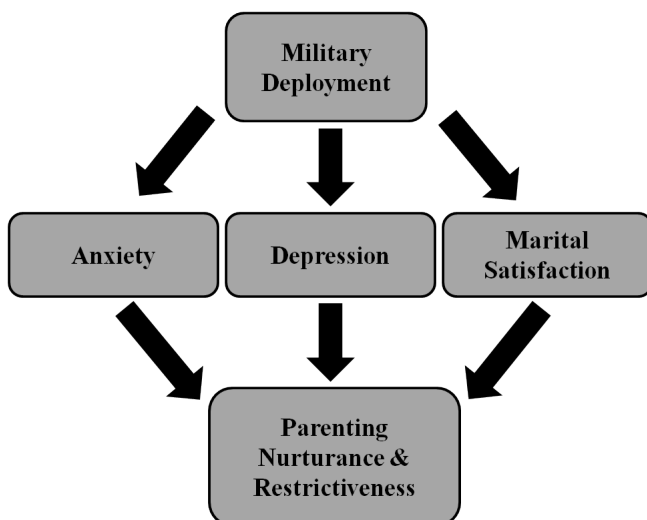 Military
Deployment
Anxiety
Depression
Marital
Satisfaction
Parenting
Nurturance &
Restrictiveness